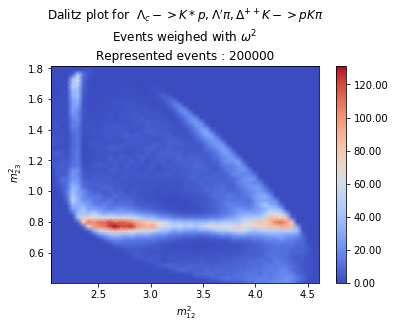 Dalitz plot for Λ_c−>K*p, Λ'π, Δ^{++}K−>pKπ
Events weighed with ω²
Represented events : 200000
1.8
1.6
1.4
1.2
1.0
0.8
0.6
m²₂₃
2.5 3.0 3.5 4.0 4.5
m²₁₂
120.00
100.00
80.00
60.00
40.00
20.00
0.00